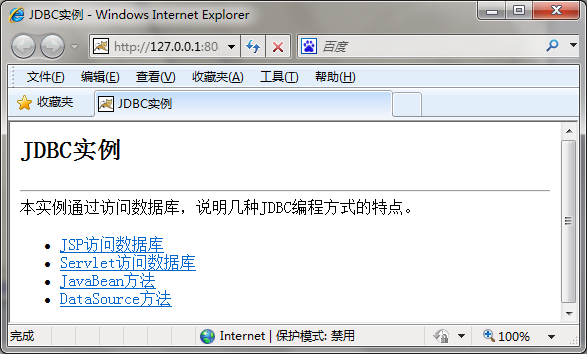 JDBC实例 - Windows Internet Explorer
http://127.0.0.1:80
百度
文件(F) 编辑(E) 查看(V) 收藏夹(A) 工具(T) 帮助(H)
收藏夹 JDBC实例
JDBC实例
本实例通过访问数据库，说明几种JDBC编程方式的特点。
JSP访问数据库
Servlet访问数据库
JavaBean方法
DataSource方法
完成 Internet | 保护模式: 禁用 100%